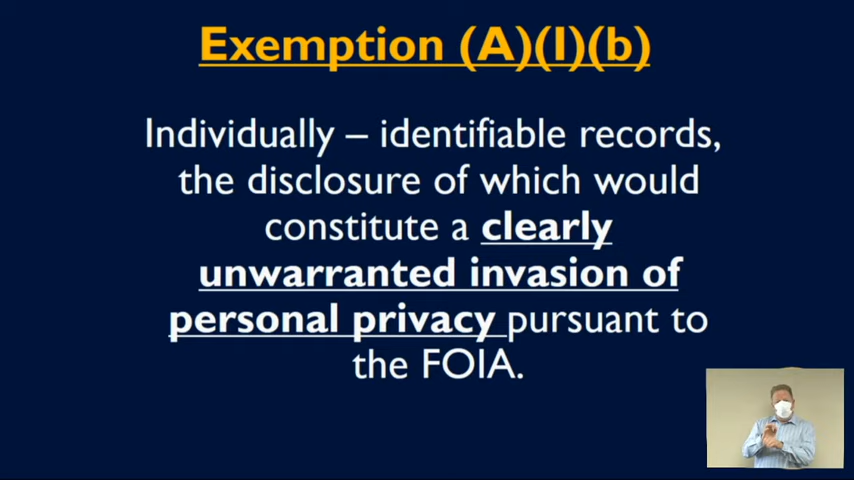 Exemption (A)(I)(b)
Individually – identifiable records,
the disclosure of which would
constitute a clearly
unwarranted invasion of
personal privacy pursuant to
the FOIA.